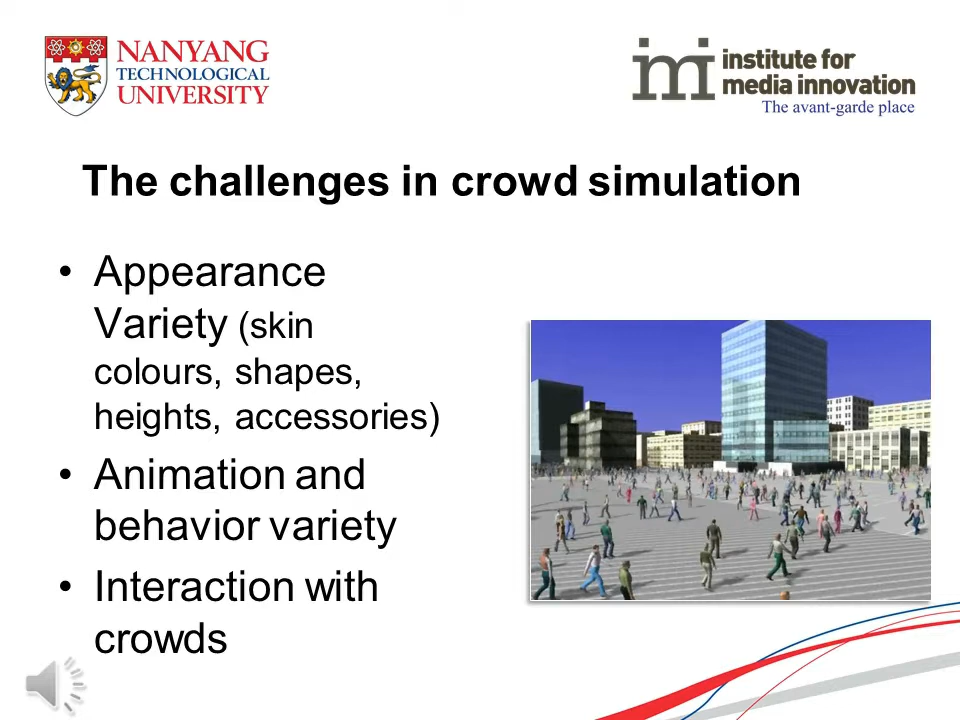 NANYANG
TECHNOLOGICAL
UNIVERSITY
imi institute for
media innovation
The avant-garde place
The challenges in crowd simulation
• Appearance
Variety (skin
colours, shapes,
heights, accessories)
• Animation and
behavior variety
• Interaction with
crowds